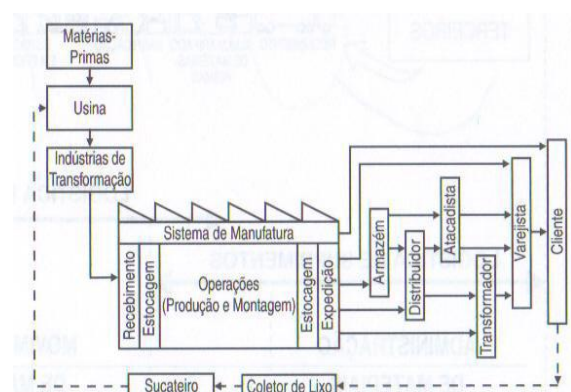 Matérias-
Primas
Usina
Indústrias de
Transformação
Sistema de Manufatura
Recebimento
Estocagem
Operações
(Produção e Montagem)
Estocagem
Expedição
Armazém
Distribuidor
Atacadista
Transformador
Varejista
Cliente
Sucateiro
Coletor de Lixo